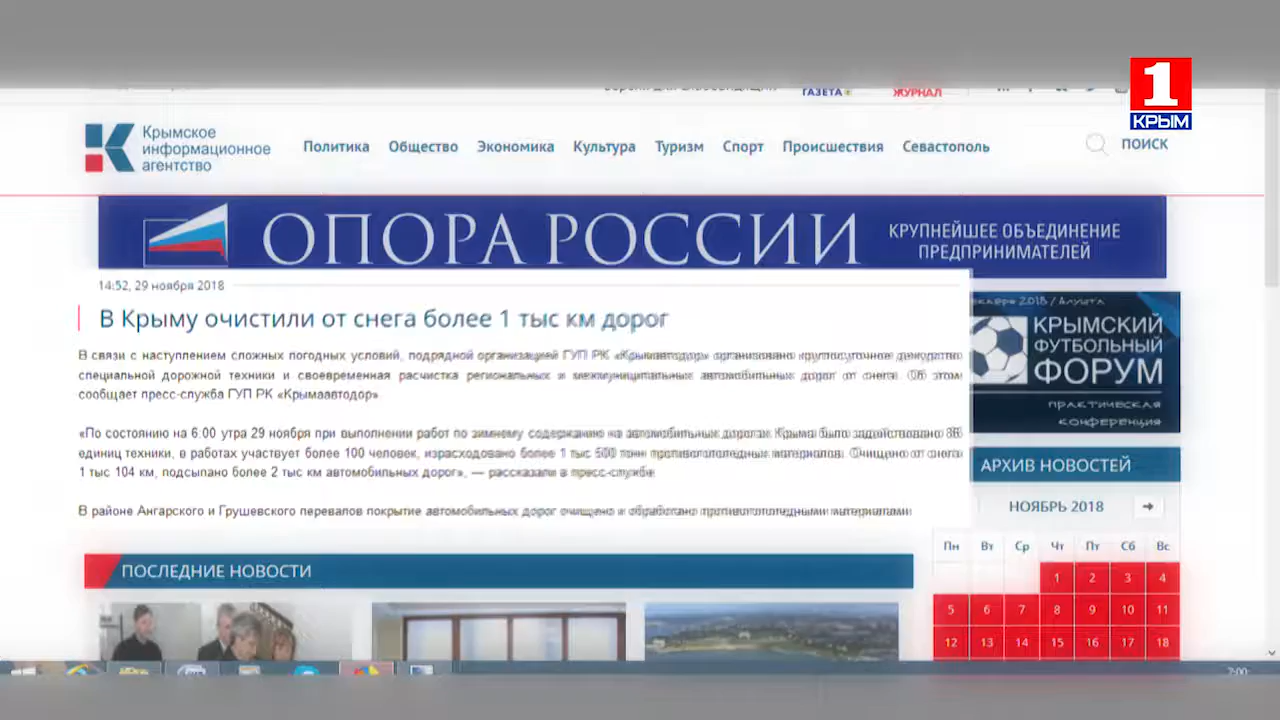 ГАЗЕТА
ЖУРНАЛ
1
КРЫМ
Крымское
информационное
агентство
Политика Общество Экономика Культура Туризм Спорт Происшествия Севастополь
ПОИСК
ОПОРА РОССИИ
КРУПНЕЙШЕЕ ОБЪЕДИНЕНИЕ
ПРЕДПРИНИМАТЕЛЕЙ
14:52, 29 ноября 2018
В Крыму очистили от снега более 1 тыс км дорог
В связи с наступлением сложных погодных условий, подрядной организацией ГУП РК «Крымавтодор» организовано круглосуточное дежурство
специальной дорожной техники и своевременная расчистка региональных и межмуниципальных автомобильных дорог от снега. Об этом
сообщает пресс-служба ГУП РК «Крымаавтодор»
«По состоянию на 6:00 утра 29 ноября при выполнении работ по зимнему содержанию на автомобильных дорогах Крыма было задействовано
единиц техники, в работах участвует более 100 человек, израсходовано более 1 тыс 500 тонн противогололедных материалов. Очищено от снега
1 тыс 104 км, подсыпано более 2 тыс км автомобильных дорог», — рассказали в пресс-службе
В районе Ангарского и Грушевского перевалов покрытие автомобильных дорог очищено и обработано противогололедными материалами
2018 / Алушта
КРЫМСКИЙ
ФУТБОЛЬНЫЙ
ФОРУМ
практическая
конференция
АРХИВ НОВОСТЕЙ
НОЯБРЬ 2018
Пн Вт Ср Чт Пт Сб Вс
1 2 3 4
5 6 7 8 9 10 11
12 13 14 15 16 17 18
ПОСЛЕДНИЕ НОВОСТИ